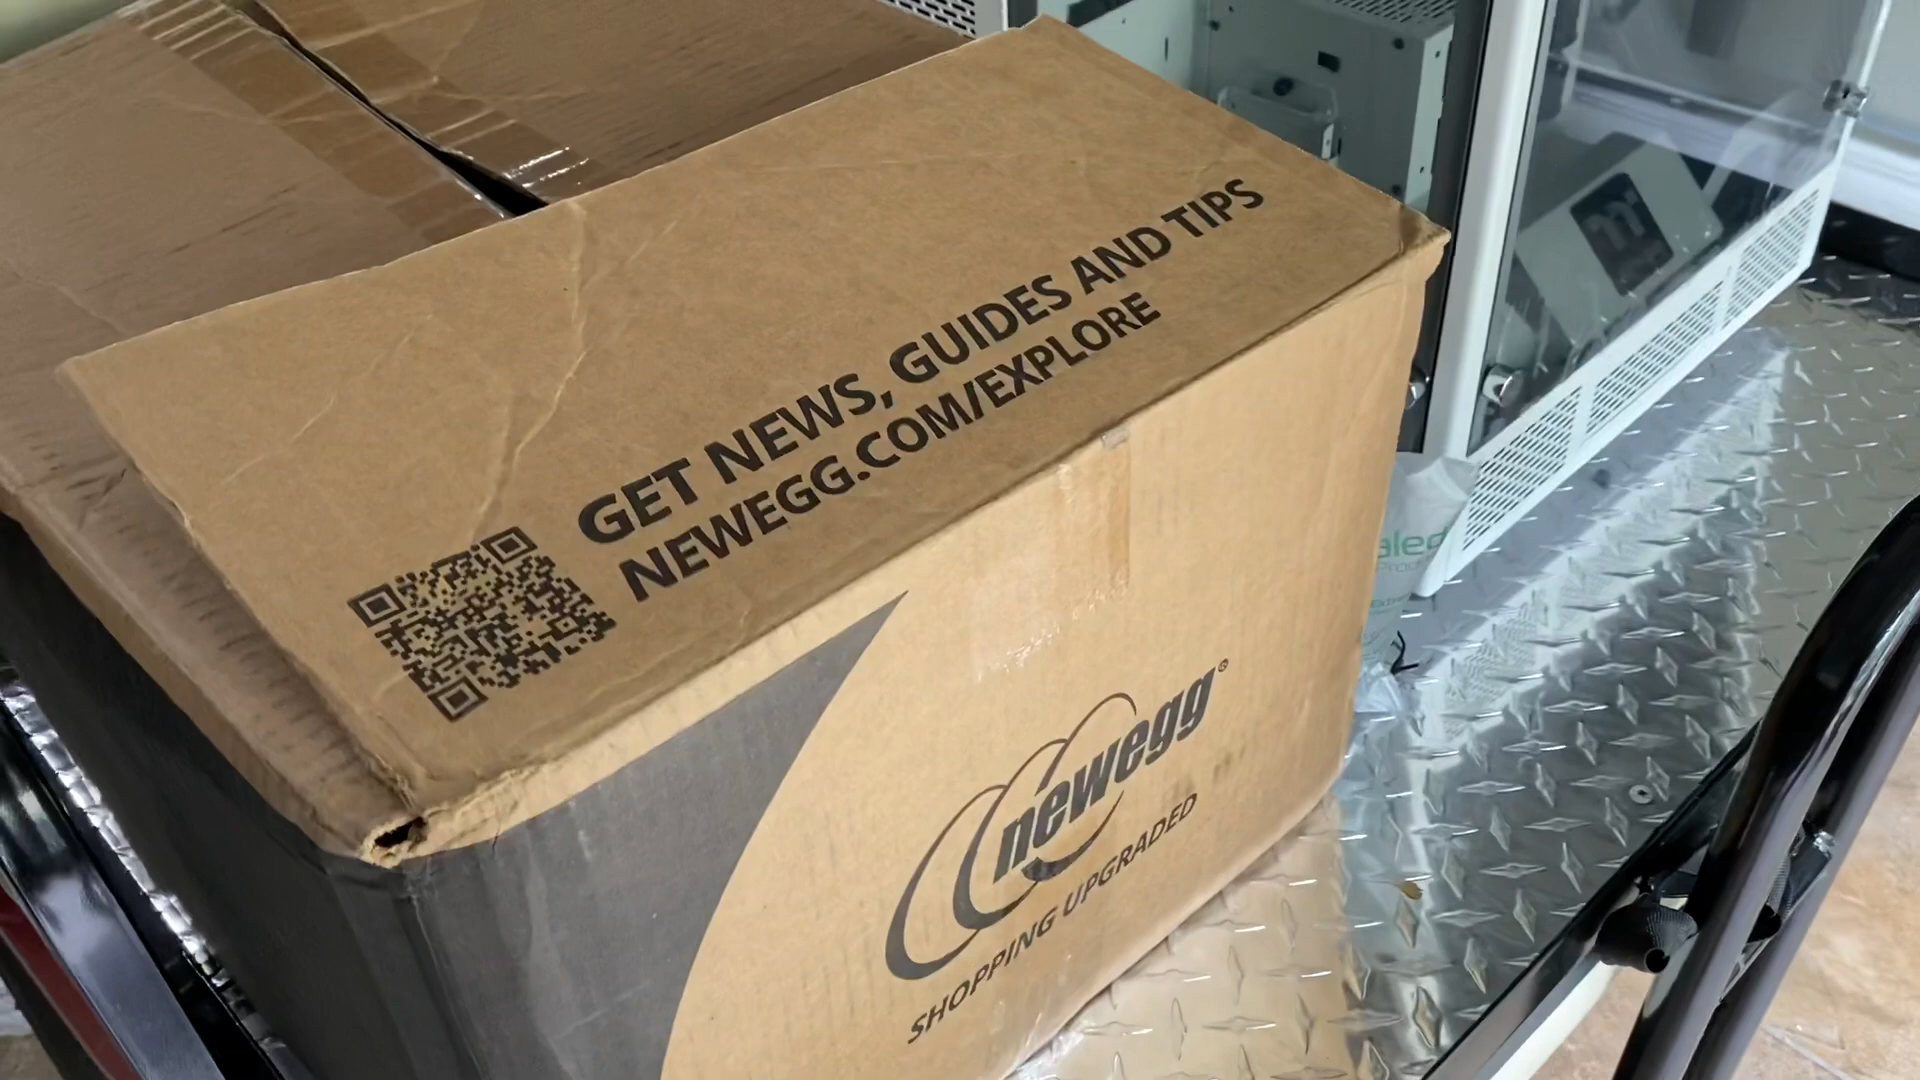 GET NEWS, GUIDES AND TIPS
NEWEGG.COM/EXPLORE
newegg®
SHOPPING UPGRADED